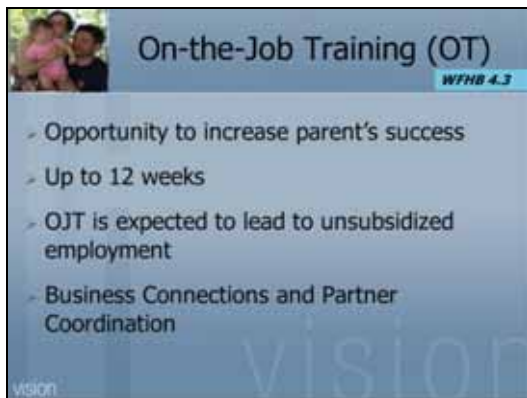 On-the-Job Training (OT)
WFHB 4.3
Opportunity to increase parent's success
Up to 12 weeks
OJT is expected to lead to unsubsidized
employment
Business Connections and Partner
Coordination
vision
vision